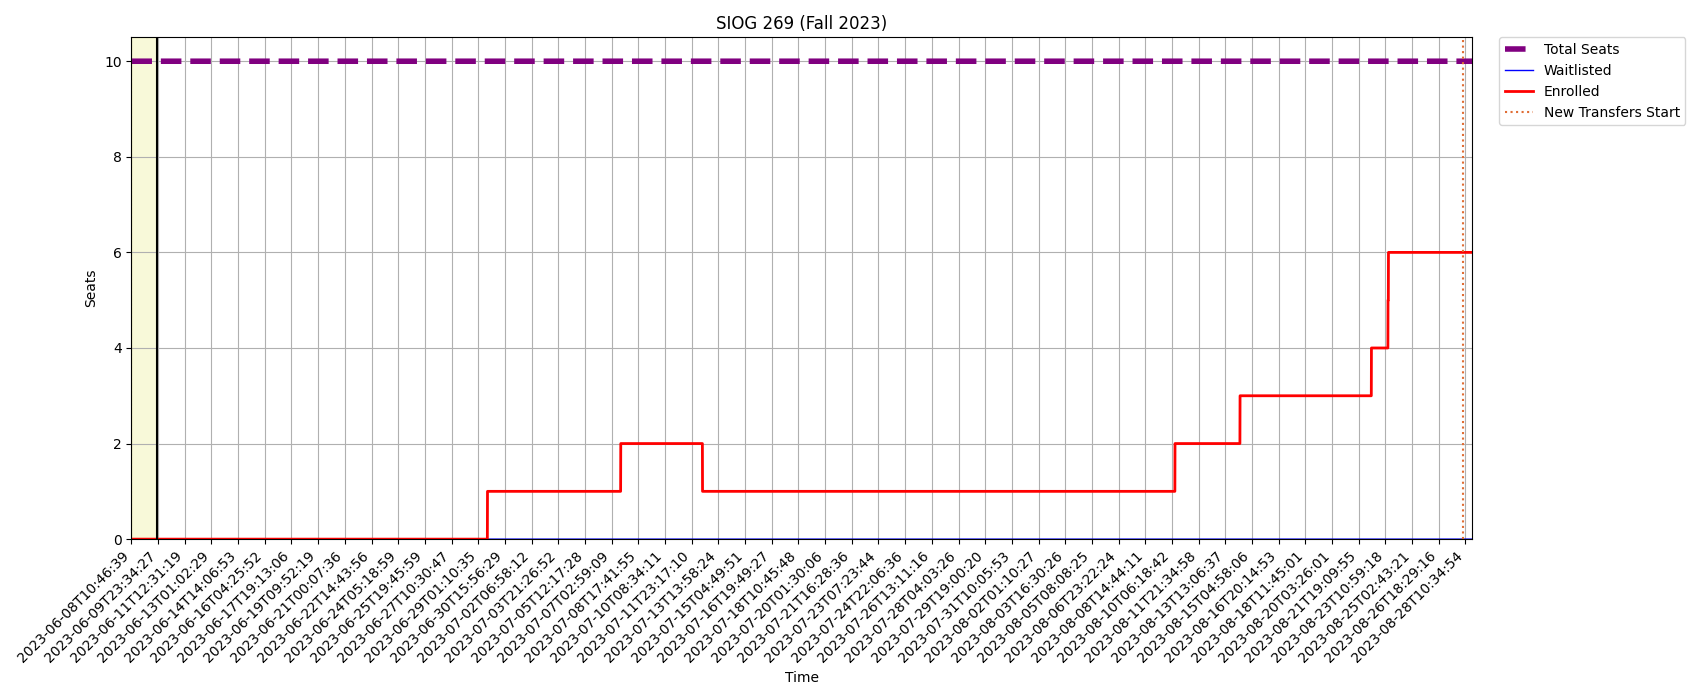 SIOG 269 (Fall 2023)
Total Seats
Waitlisted
Enrolled
New Transfers Start
10
8
6
4
2
0
Seats
2023-06-08T10:46:39
2023-06-09T23:34:27
2023-06-11T12:31:19
2023-06-13T01:02:29
2023-06-14T14:06:53
2023-06-16T04:25:52
2023-06-17T19:13:06
2023-06-19T09:52:19
2023-06-21T00:07:36
2023-06-22T14:43:56
2023-06-24T05:18:59
2023-06-25T19:45:59
2023-06-27T10:30:47
2023-06-29T01:10:35
2023-06-30T15:56:29
2023-07-02T06:58:12
2023-07-03T21:26:52
2023-07-05T12:17:28
2023-07-07T02:59:09
2023-07-08T17:41:55
2023-07-10T08:34:11
2023-07-11T23:17:10
2023-07-13T13:58:24
2023-07-15T04:49:51
2023-07-16T19:49:27
2023-07-18T10:45:48
2023-07-20T01:30:06
2023-07-21T16:28:36
2023-07-23T07:23:44
2023-07-24T22:06:36
2023-07-26T13:11:16
2023-07-28T04:03:26
2023-07-29T19:00:20
2023-07-31T10:05:53
2023-08-02T01:10:27
2023-08-03T16:30:26
2023-08-05T08:08:25
2023-08-06T23:22:24
2023-08-08T14:44:11
2023-08-10T06:18:42
2023-08-11T21:34:58
2023-08-13T13:06:37
2023-08-15T04:58:06
2023-08-16T20:14:53
2023-08-18T11:45:01
2023-08-20T03:26:01
2023-08-21T19:09:55
2023-08-23T10:59:18
2023-08-25T02:43:21
2023-08-26T18:29:16
2023-08-28T10:34:54
Time